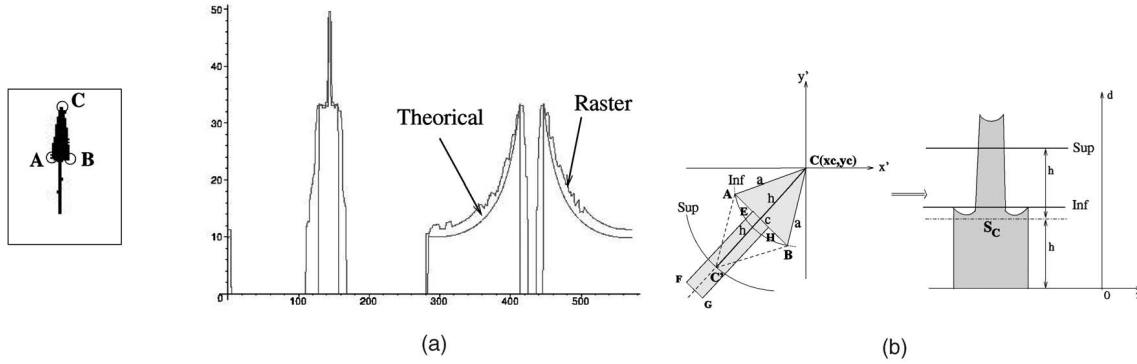 C
A
B
50
40
30
20
10
0
100
200
300
400
500
Theorical
Raster
(a)
y'
C(xc,yc)
x'
Inf
a
A
h
Sup
E
c
a
h
H
B
F
C'
G
d
Sup
h
Inf
S_C
h
0
(b)